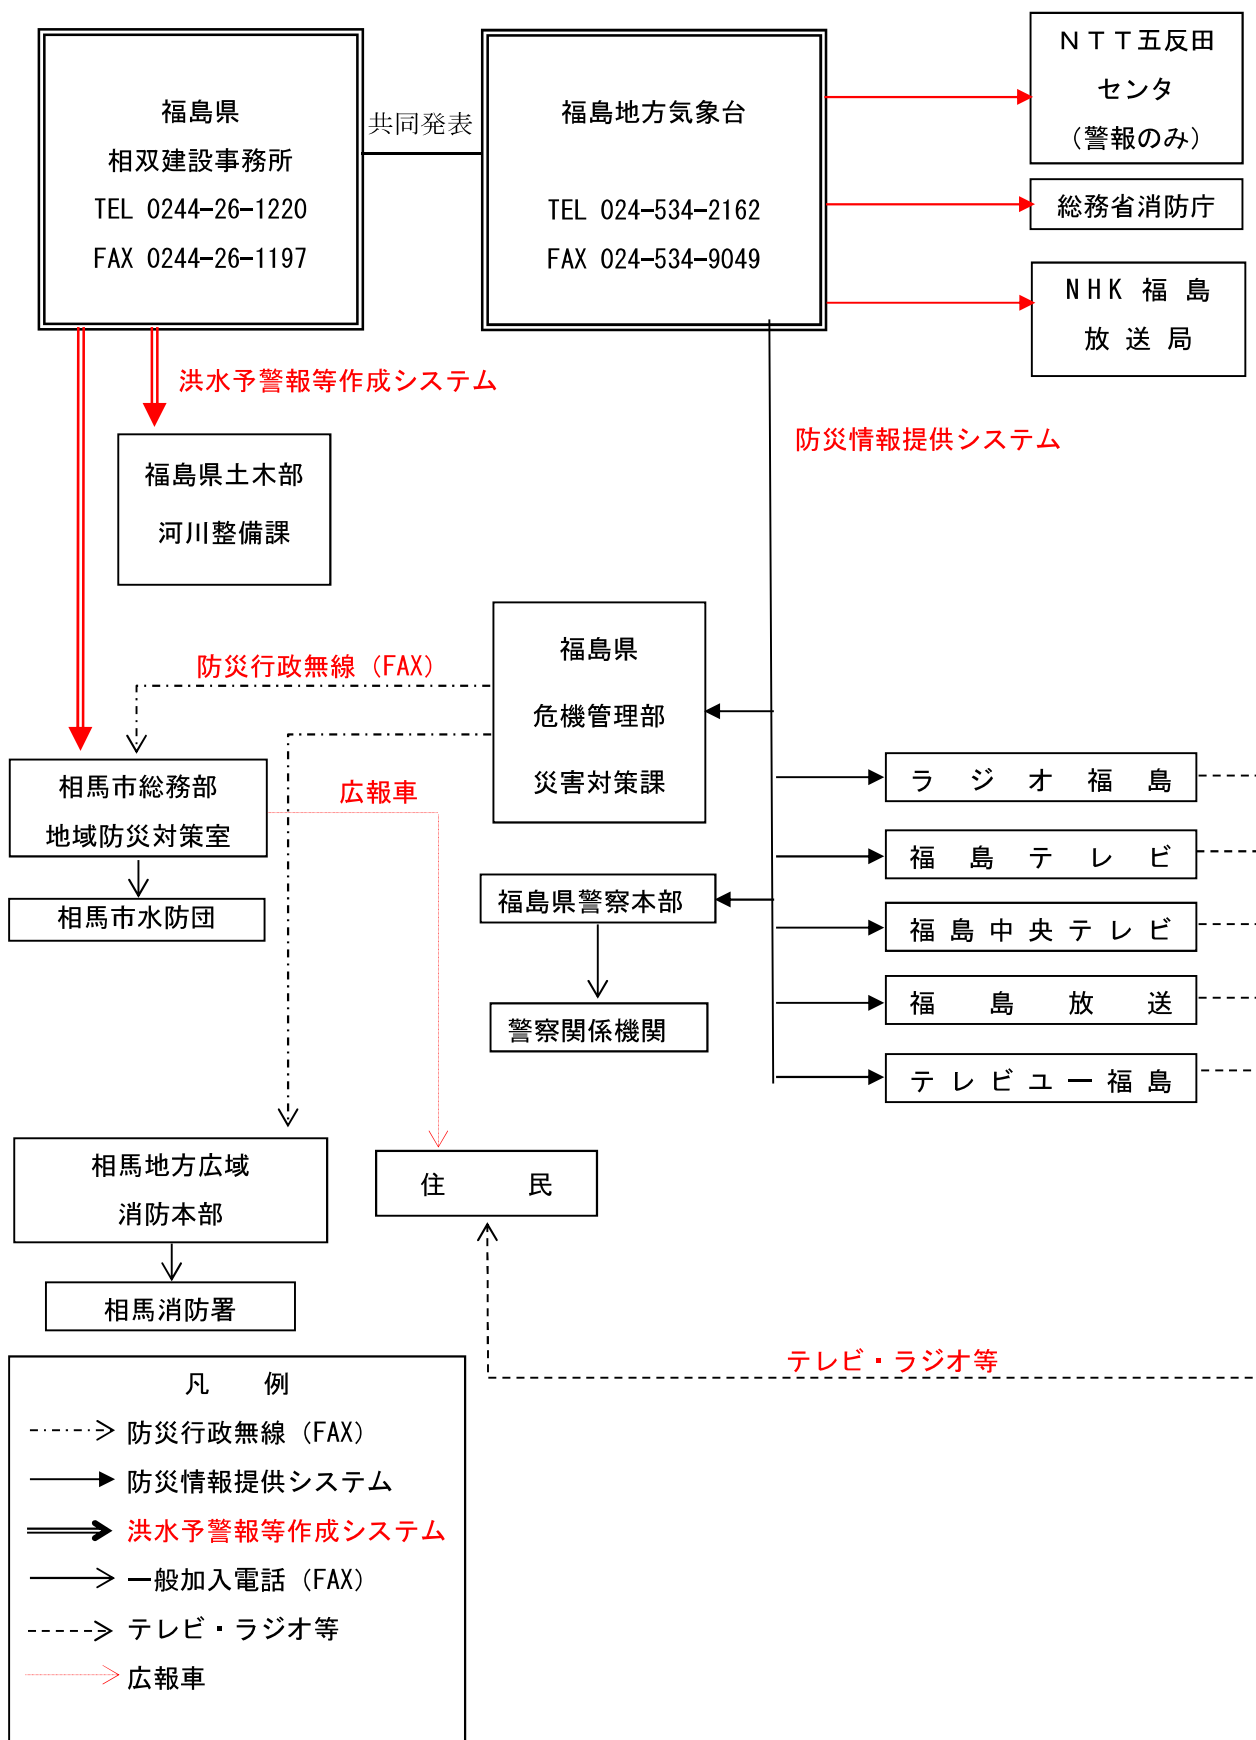 福島県
相双建設事務所
TEL 0244-26-1220
FAX 0244-26-1197
共同発表
福島地方気象台
TEL 024-534-2162
FAX 024-534-9049
ＮＴＴ五反田
センタ
（警報のみ）
総務省消防庁
NHK 福 島
放 送 局
洪水予警報等作成システム
防災情報提供システム
福島県土木部
河川整備課
福島県
危機管理部
災害対策課
防災行政無線（FAX）
相馬市総務部
地域防災対策室
広報車
相馬市水防団
福島県警察本部
警察関係機関
ラ ジ オ 福 島
福 島 テ レ ビ
福 島 中 央 テ レ ビ
福 島 放 送
テ レ ビ ユ ー 福 島
相馬地方広域
消防本部
相馬消防署
住 民
テレビ・ラジオ等
凡 例
防災行政無線（FAX）
防災情報提供システム
洪水予警報等作成システム
一般加入電話（FAX）
テレビ・ラジオ等
広報車